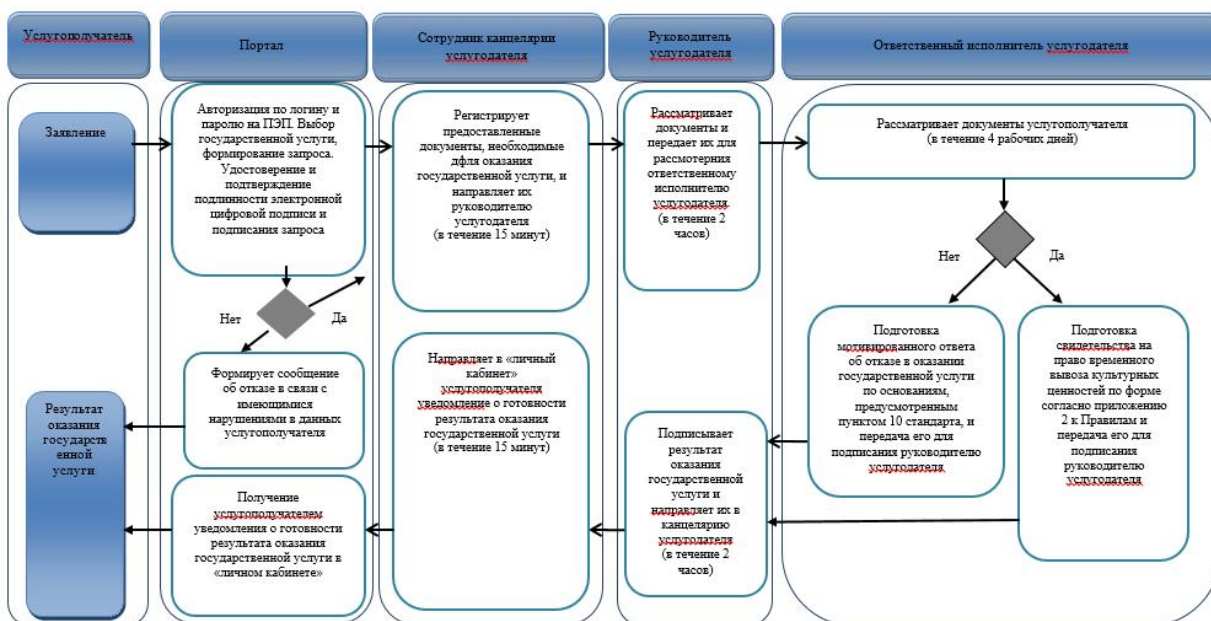 Услугополучатель
Портал
Сотрудник канцелярии
услугодателя
Руководитель
услугодателя
Ответственный исполнитель услугодателя
Заявление
Авторизация по логину и
паролю на ПЭП. Выбор
государственной услуги,
формирование запроса.
Удостоверение и
подтверждение
подлинности электронной
цифровой подписи и
подписания запроса
Регистрирует
предоставленные
документы, необходимые
дфля оказания
государственной услуги, и
направляет их
руководителю
услугодателя
(в течение 15 минут)
Рассматривает
документы и
передает их для
рассмотерния
ответственному
исполнителю
услугодателя
(в течение 2
часов)
Рассматривает документы услугополучателя
(в течение 4 рабочих дней)
Нет
Да
Нет
Да
Формирует сообщение
об отказе в связи с
имеющимися
нарушениями в данных
услугополучателя
Направляет в «личный
кабинет»
услугополучателя
уведомление о готовности
результата оказания
государственной услуги
(в течение 15 минут)
Подготовка
мотивированного ответа
об отказе в оказании
государственной услуги
по основаниям,
предусмотренным
пунктом 10 стандарта, и
передача его для
подписания руководителю
услугодателя
Подготовка
свидетельства на
право временного
вывоза культурных
ценностей по форме
согласно приложению
2 к Правилам и
передача его для
подписания
руководителю
услугодателя
Результат
оказания
государств
енной
услуги
Получение
услугополучателем
уведомления о готовности
результата оказания
государственной услуги в
«личном кабинете»
Подписывает
результат
оказания
государственной
услуги и
направляет их в
канцелярию
услугодателя
(в течение 2
часов)